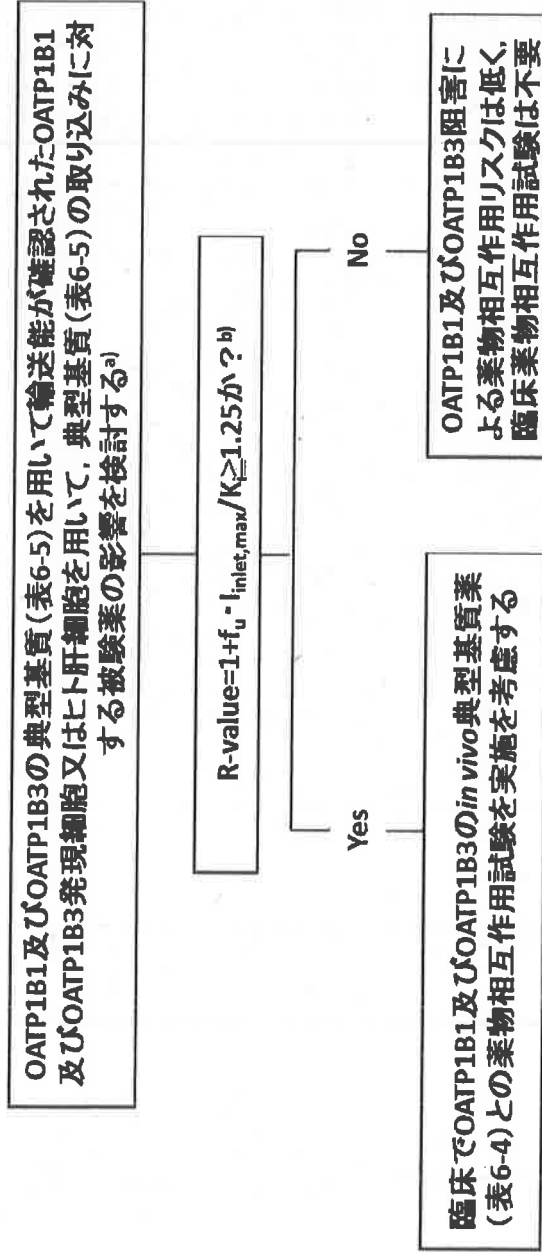 OATP1B1及びOATP1B3の典型基質(表6-5)を用いて輸送能が確認されたOATP1B1
及びOATP1B3発現細胞又はヒト肝細胞を用いて，典型基質(表6-5)の取り込みに対
する被験薬の影響を検討するa)
R-value=1+fu・Iinlet,max/Ki≧1.25か？b)
Yes
No
臨床でOATP1B1及びOATP1B3のin vivo典型基質薬
(表6-4)との薬物相互作用試験を実施を考慮する
OATP1B1及びOATP1B3阻害に
よる薬物相互作用リスクは低く，
臨床薬物相互作用試験は不要